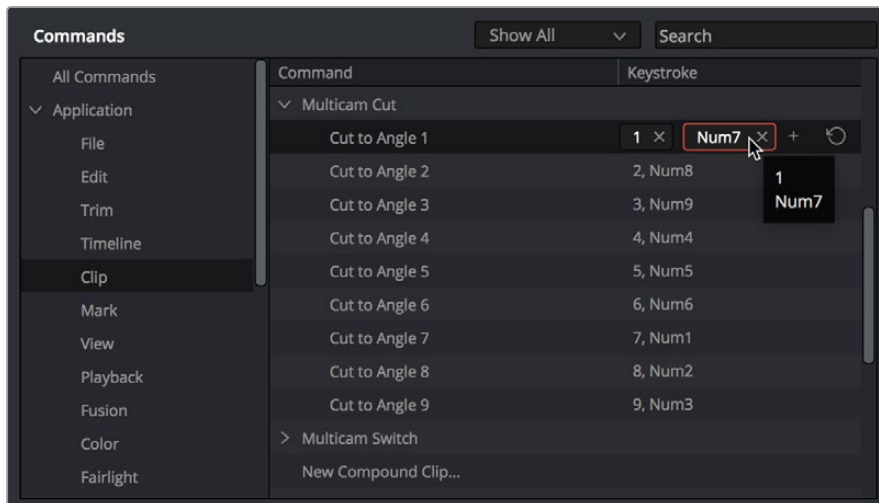 Commands
Show All
Search
All Commands
Application
File
Edit
Trim
Timeline
Clip
Mark
View
Playback
Fusion
Color
Fairlight
Command Keystroke
Multicam Cut
Cut to Angle 1 1 × Num7 × +
Cut to Angle 2 2, Num8
Cut to Angle 3 3, Num9
Cut to Angle 4 4, Num4
Cut to Angle 5 5, Num5
Cut to Angle 6 6, Num6
Cut to Angle 7 7, Num1
Cut to Angle 8 8, Num2
Cut to Angle 9 9, Num3
Multicam Switch
New Compound Clip...
1
Num7